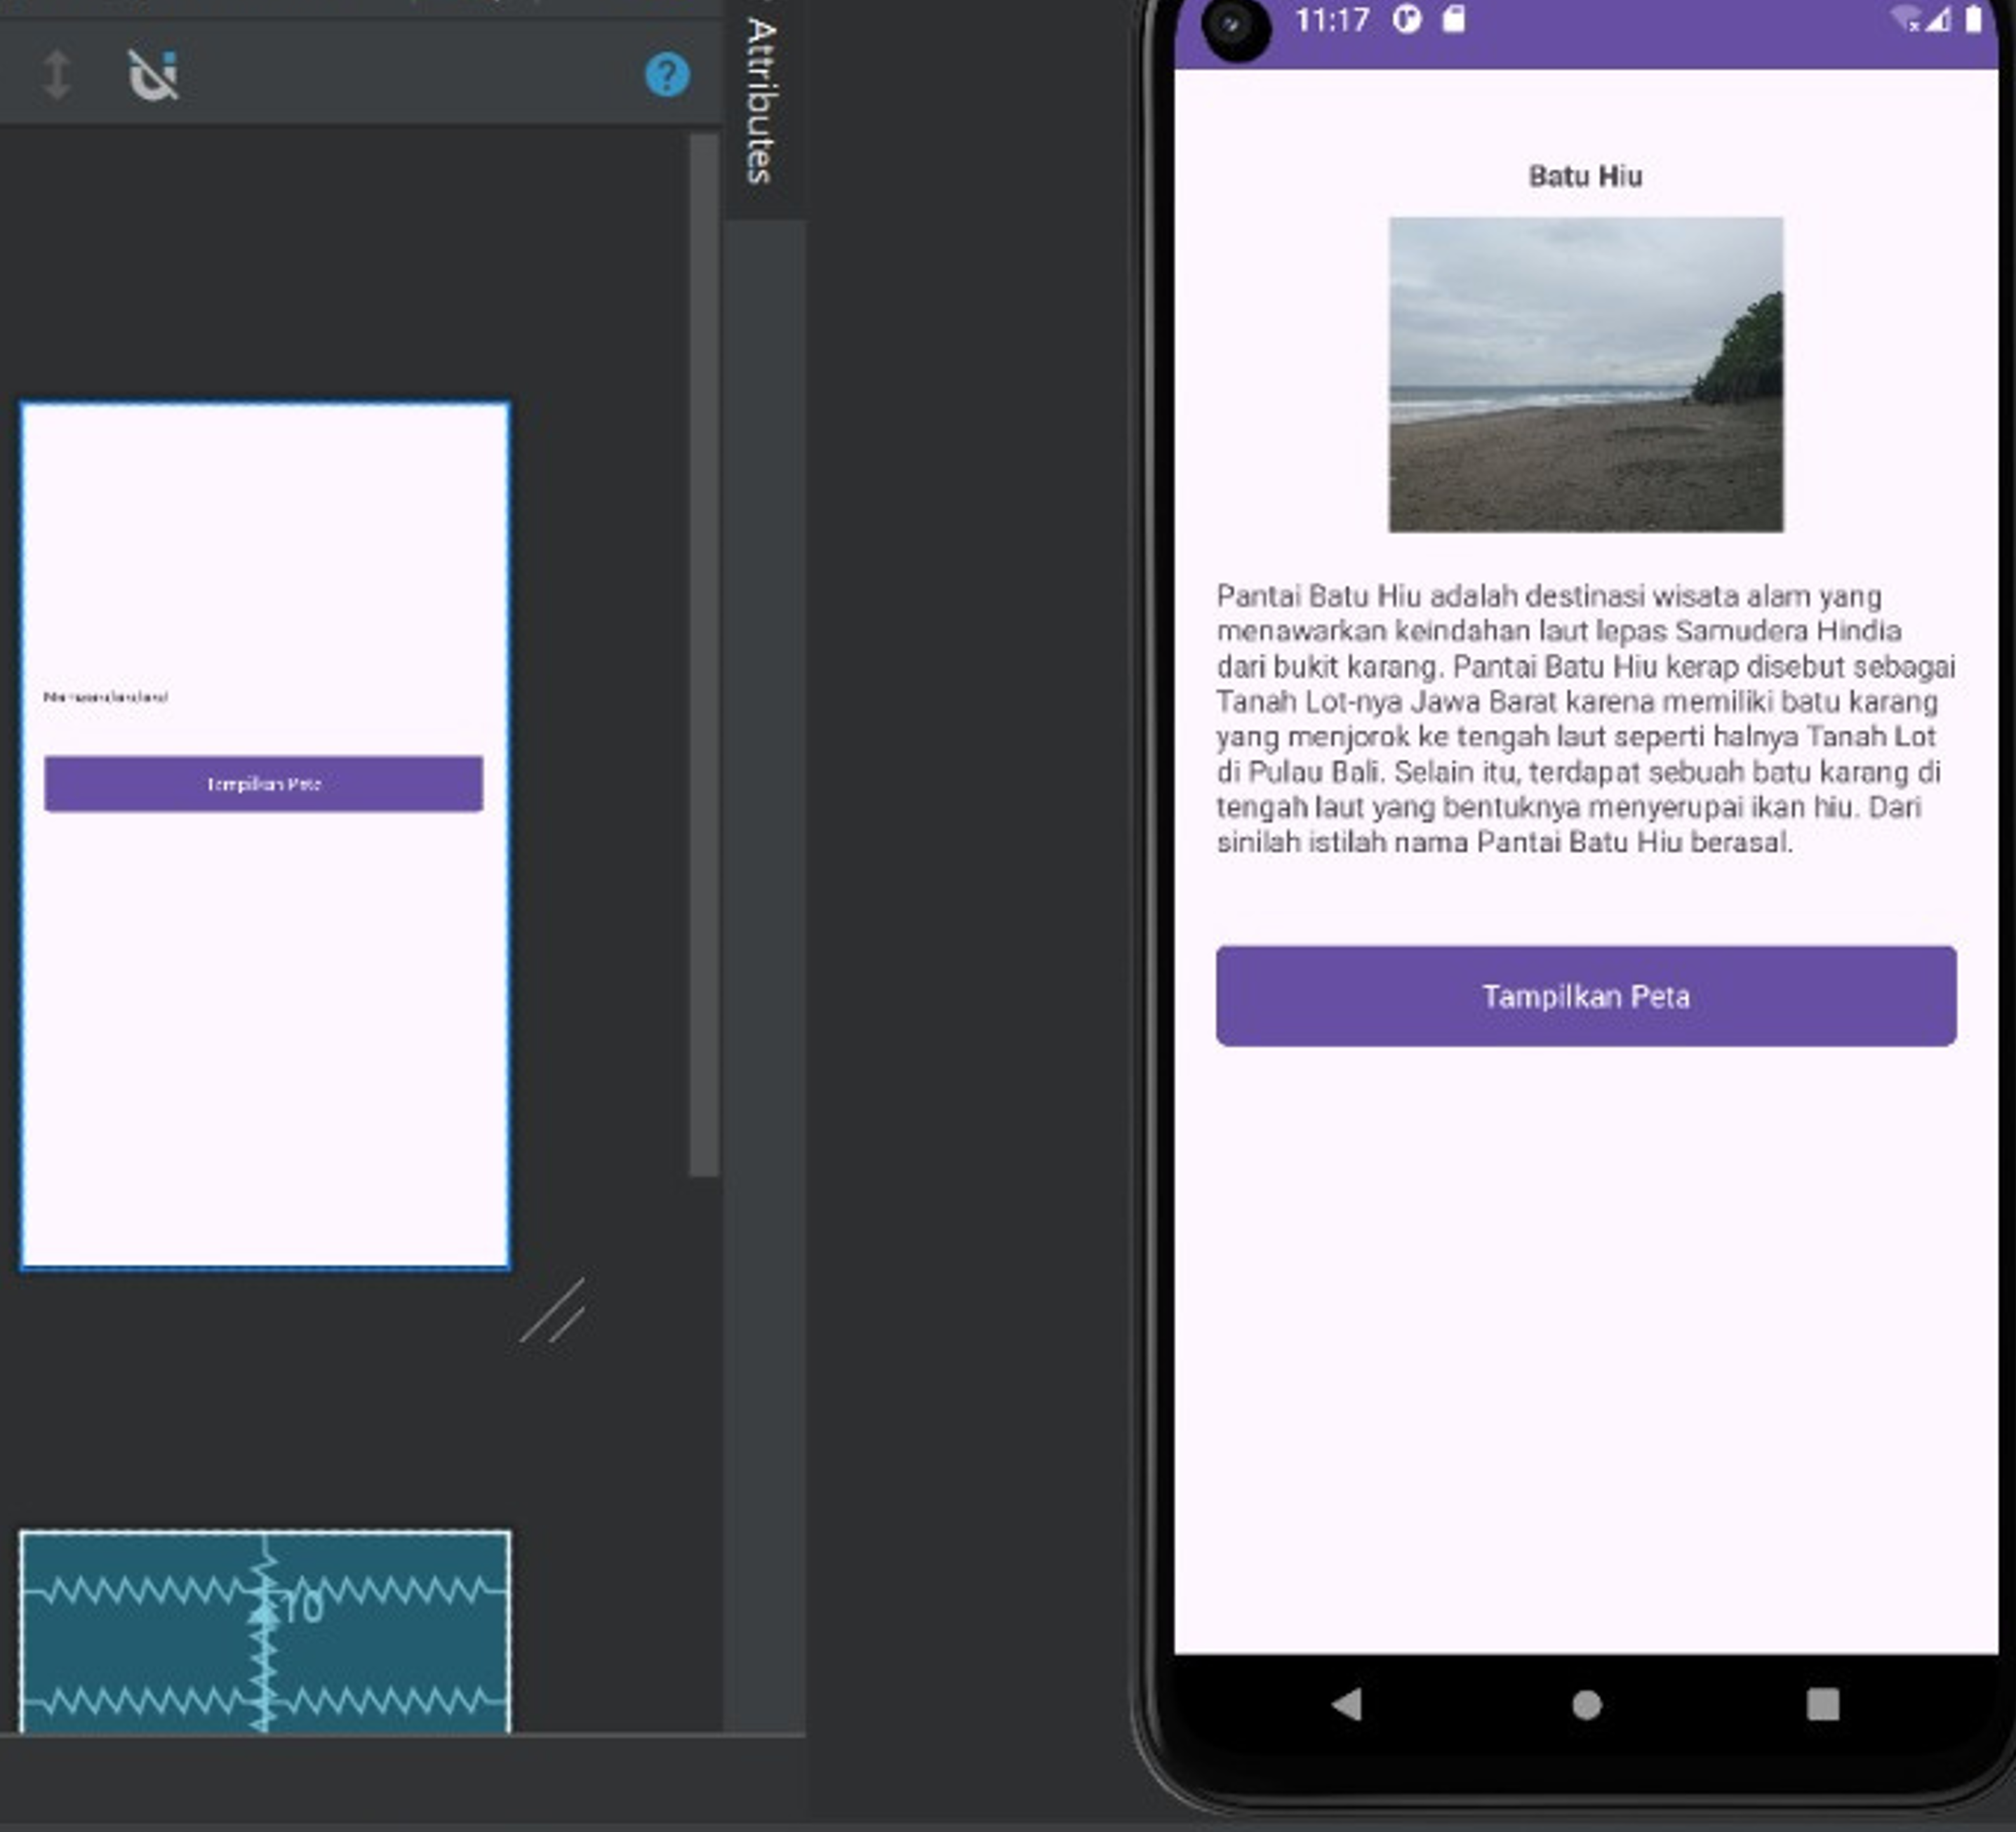 Attributes
Tampilkan Peta
10
11:17
Batu Hiu
Pantai Batu Hiu adalah destinasi wisata alam yang
menawarkan keindahan laut lepas Samudera Hindia
dari bukit karang. Pantai Batu Hiu kerap disebut sebagai
Tanah Lot-nya Jawa Barat karena memiliki batu karang
yang menjorok ke tengah laut seperti halnya Tanah Lot
di Pulau Bali. Selain itu, terdapat sebuah batu karang di
tengah laut yang bentuknya menyerupai ikan hiu. Dari
sinilah istilah nama Pantai Batu Hiu berasal.
Tampilkan Peta